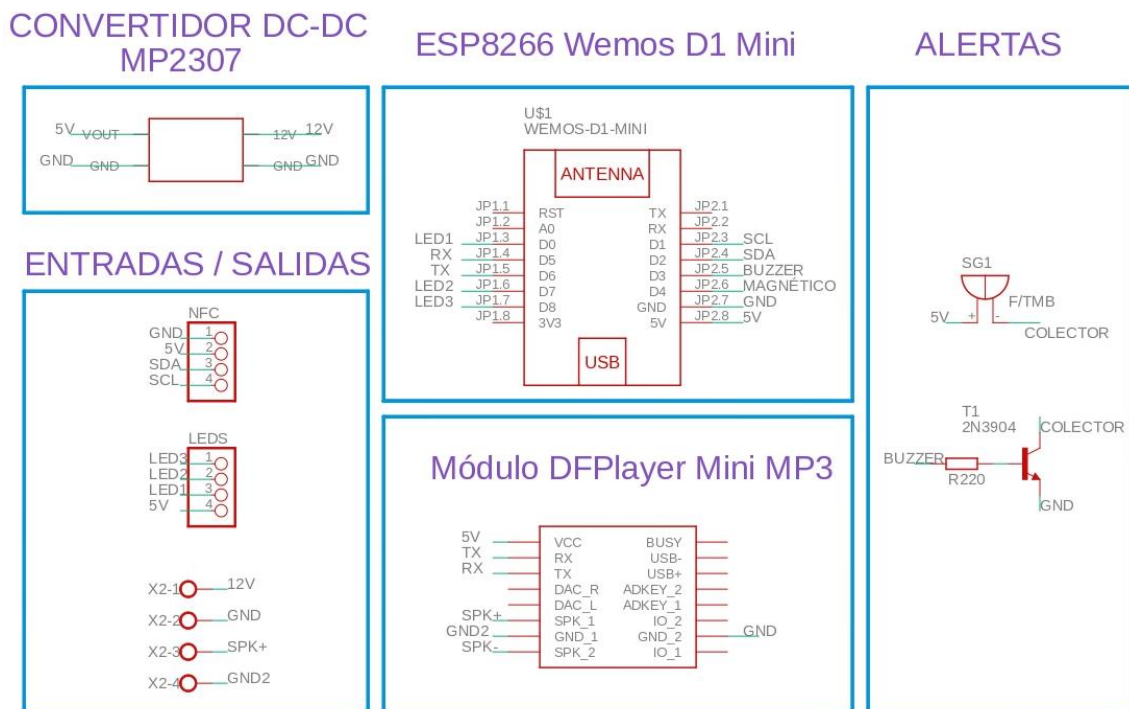 CONVERTIDOR DC-DC
MP2307
5V VOUT 12V 12V
GND GND GND GND
ENTRADAS / SALIDAS
NFC
GND 1
5V 2
SDA 3
SCL 4
LEDS
LED3 1
LED2 2
LED1 3
5V 4
X2-1 12V
X2-2 GND
X2-3 SPK+
X2-4 GND2
ESP8266 Wemos D1 Mini
U$1
WEMOS-D1-MINI
ANTENNA
JP1.1 RST TX JP2.1
JP1.2 A0 RX JP2.2
LED1 JP1.3 D0 D1 JP2.3 SCL
RX JP1.4 D5 D2 JP2.4 SDA
TX JP1.5 D6 D3 JP2.5 BUZZER
LED2 JP1.6 D7 D4 JP2.6 MAGNÉTICO
LED3 JP1.7 D8 GND JP2.7 GND
JP1.8 3V3 5V JP2.8 5V
USB
Módulo DFPlayer Mini MP3
5V VCC BUSY
TX RX USB-
RX TX USB+
DAC_R ADKEY_2
DAC_L ADKEY_1
SPK+ SPK_1 IO_2
GND2 GND_1 GND_2 GND
SPK- SPK_2 IO_1
ALERTAS
SG1
F/TMB
5V + -
COLECTOR
T1
2N3904
COLECTOR
BUZZER
R220
GND